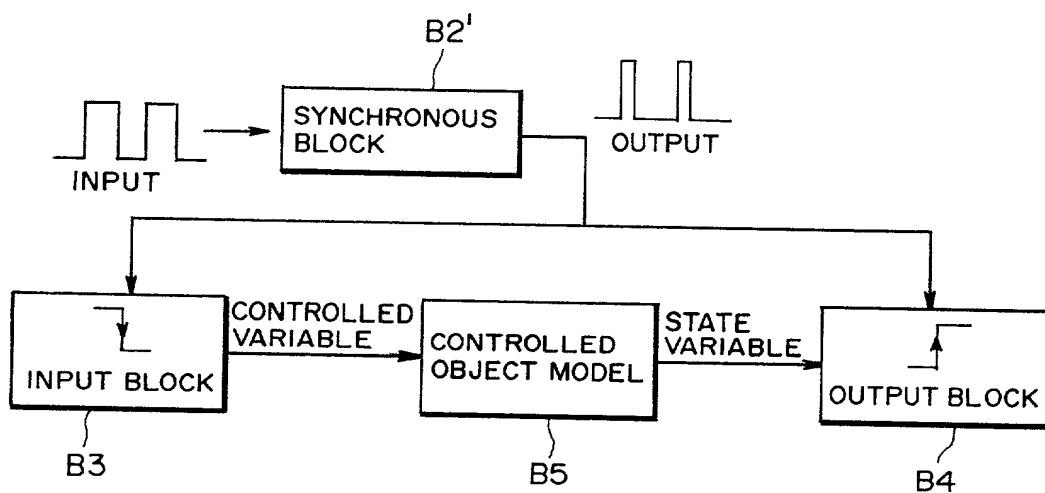 B2'
SYNCHRONOUS
BLOCK
INPUT
OUTPUT
CONTROLLED
VARIABLE
STATE
VARIABLE
INPUT BLOCK
CONTROLLED
OBJECT MODEL
OUTPUT BLOCK
B3
B5
B4